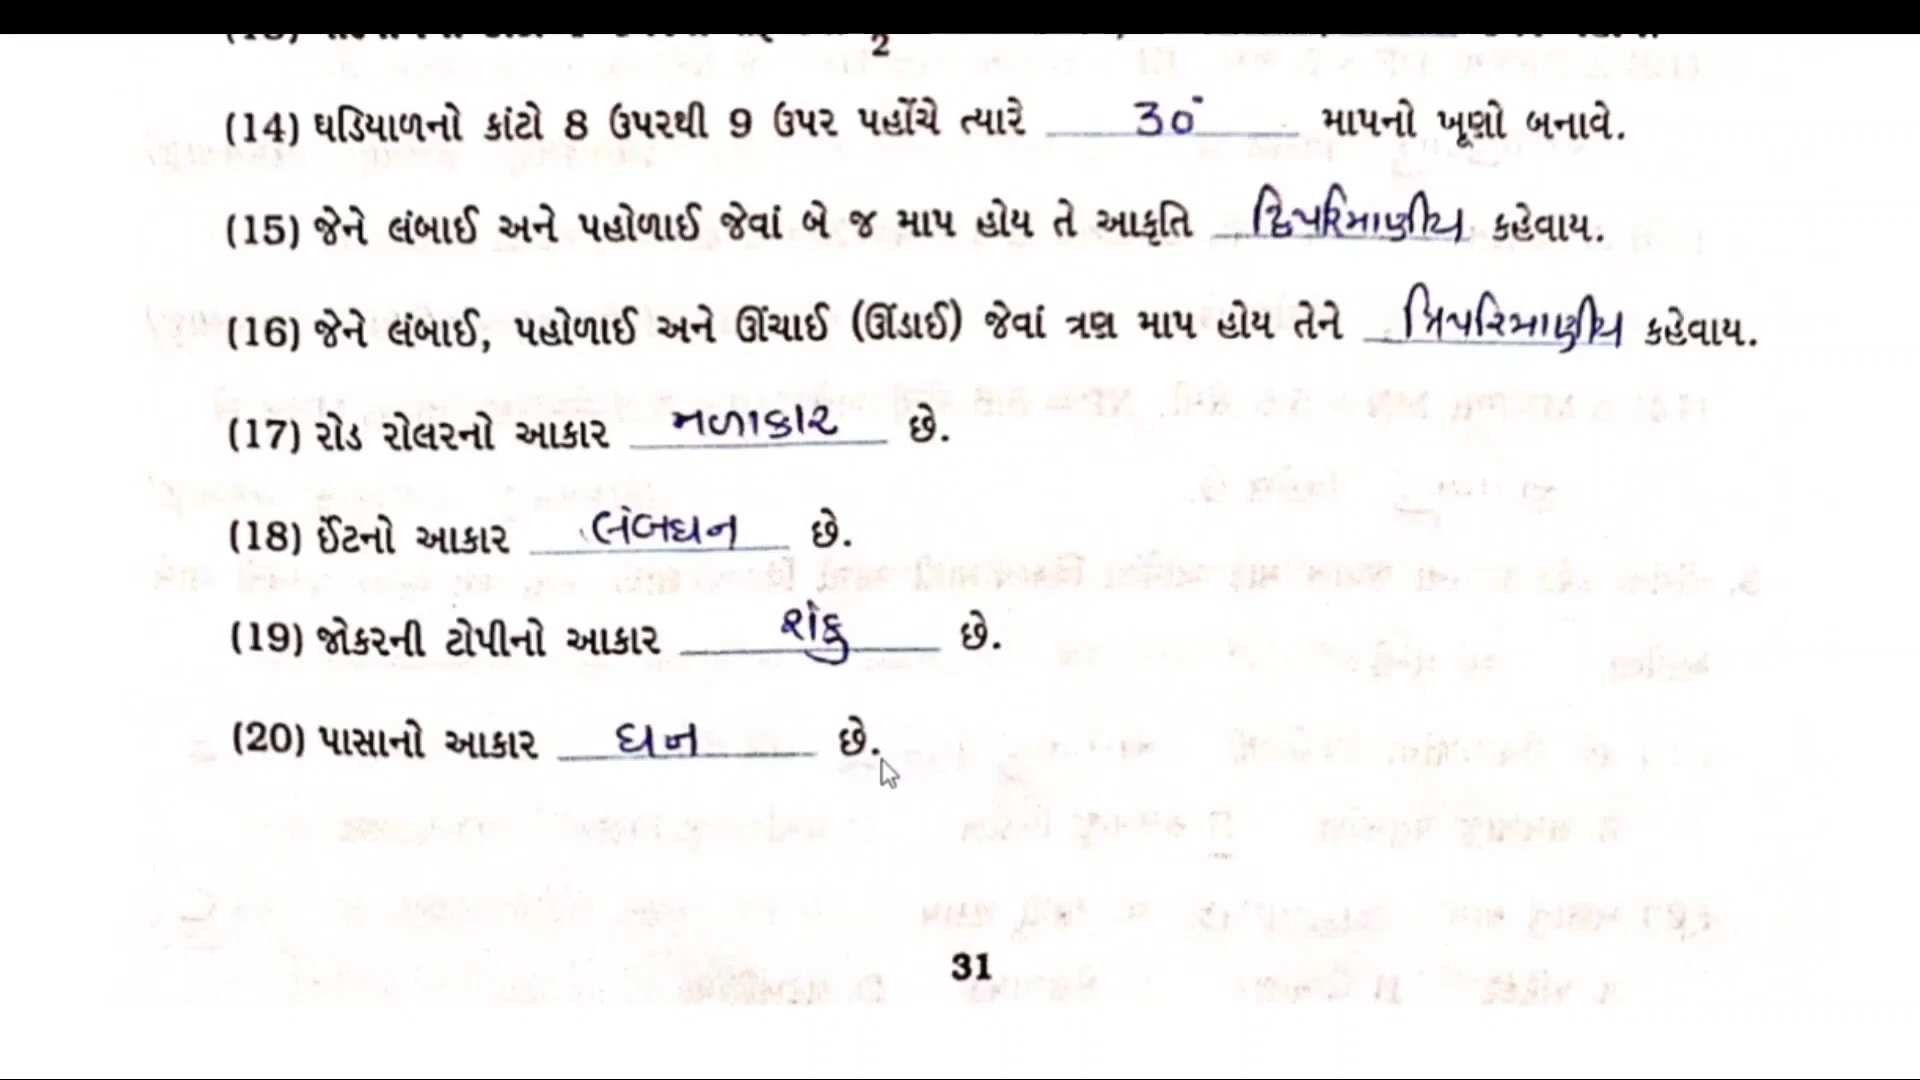 2
(14) ઘડિયાળનો કાંટો 8 ઉપરથી 9 ઉપર પહોંચે ત્યારે 30° માપનો ખૂણો બનાવે.
(15) જેને લંબાઈ અને પહોળાઈ જેવાં બે જ માપ હોય તે આકૃતિ દ્વિપરિમાણીય કહેવાય.
(16) જેને લંબાઈ, પહોળાઈ અને ઊંચાઈ (ઊંડાઈ) જેવાં ત્રણ માપ હોય તેને ત્રિપરિમાણીય કહેવાય.
(17) રોડ રોલરનો આકાર નળાકાર છે.
(18) ઈંટનો આકાર લંબઘન છે.
(19) જોકરની ટોપીનો આકાર શંકુ છે.
(20) પાસાનો આકાર ઘન છે.
31